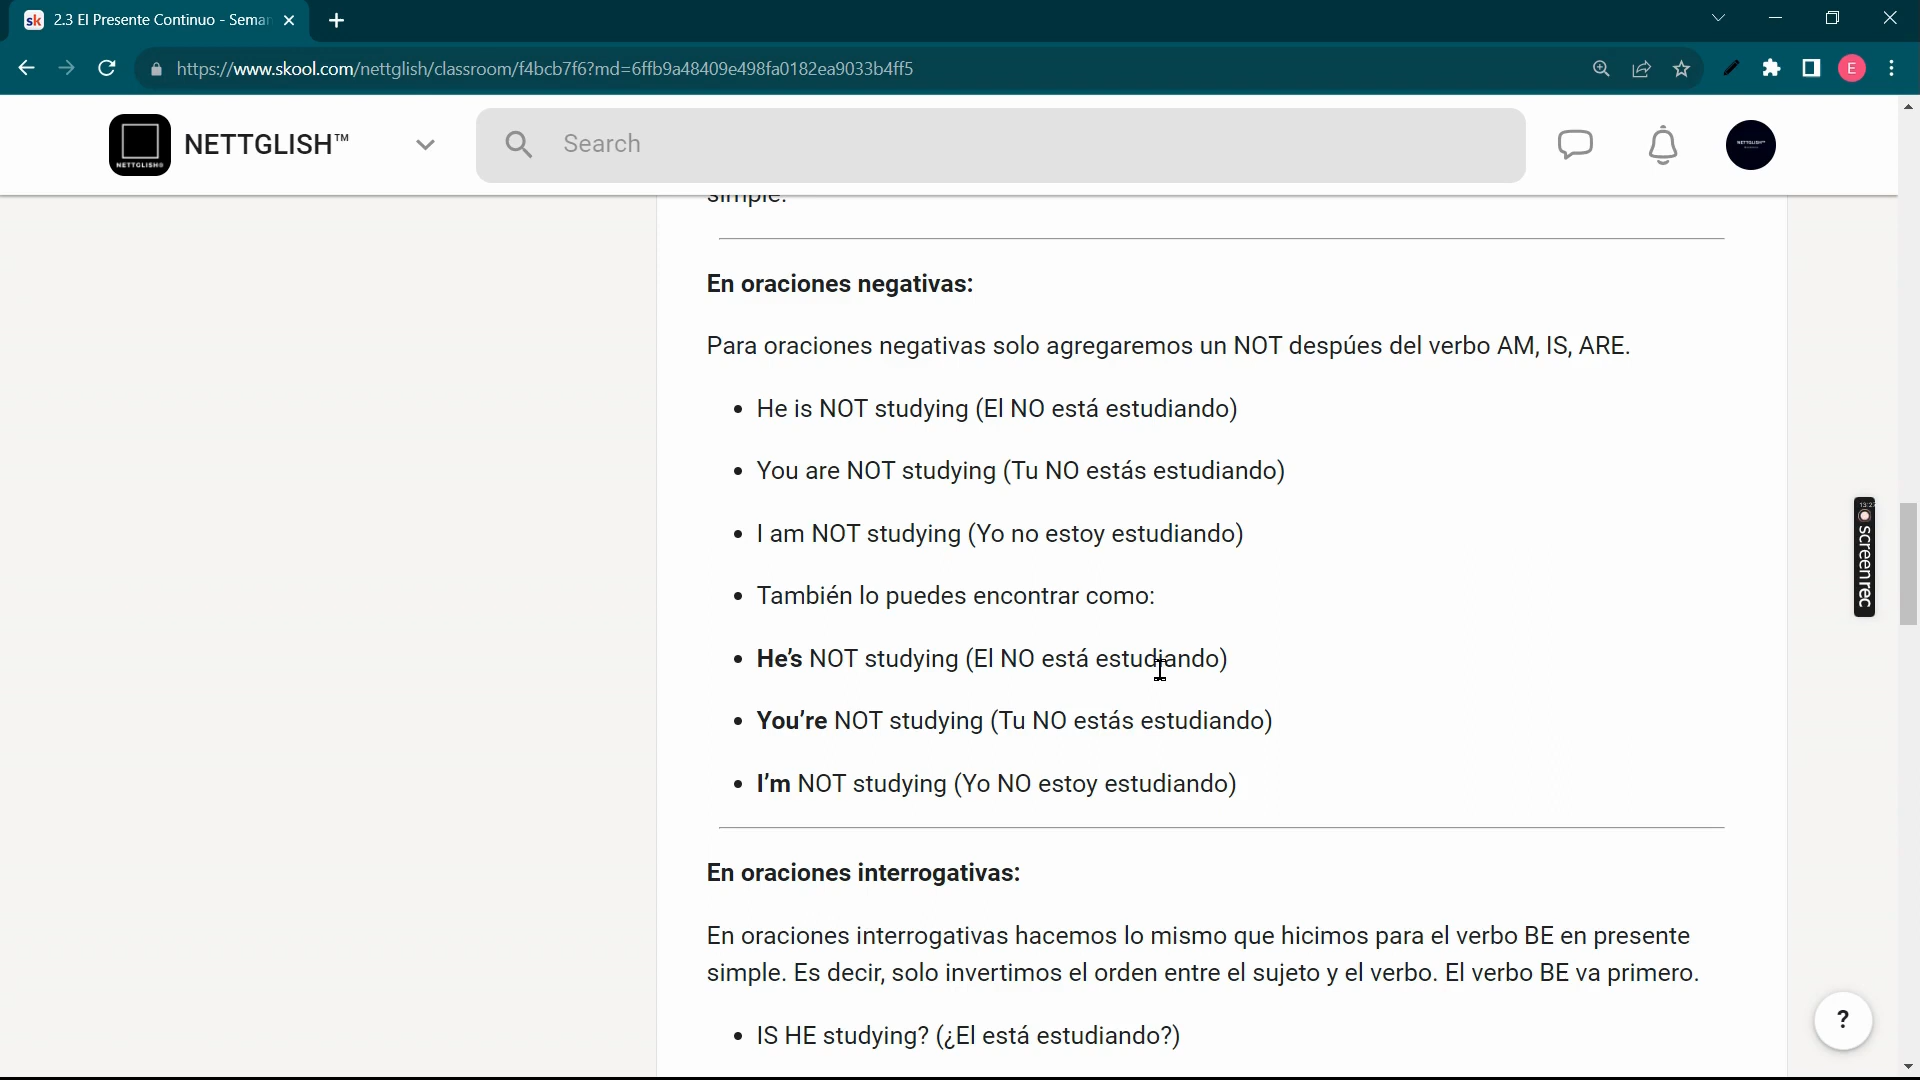 sk 2.3 El Presente Continuo - Seman
https://www.skool.com/nettglish/classroom/f4bcb7f6?md=6ffb9a48409e498fa0182ea9033b4ff5
E
NETTGLISH®
NETTGLISH™
Search
NETTGLISH™
simple.
En oraciones negativas:
Para oraciones negativas solo agregaremos un NOT despúes del verbo AM, IS, ARE.
• He is NOT studying (El NO está estudiando)
• You are NOT studying (Tu NO estás estudiando)
• I am NOT studying (Yo no estoy estudiando)
• También lo puedes encontrar como:
• He’s NOT studying (El NO está estudiando)
• You’re NOT studying (Tu NO estás estudiando)
• I’m NOT studying (Yo NO estoy estudiando)
screenrec
En oraciones interrogativas:
En oraciones interrogativas hacemos lo mismo que hicimos para el verbo BE en presente
simple. Es decir, solo invertimos el orden entre el sujeto y el verbo. El verbo BE va primero.
• IS HE studying? (¿El está estudiando?)
?